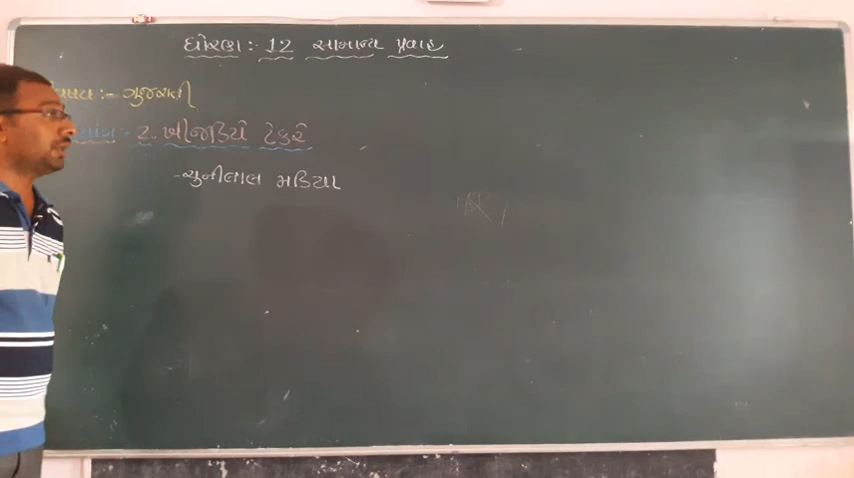 ધોરણ :- 12 સામાન્ય પ્રવાહ
વિષય :- ગુજરાતી
પાઠ :- 2. ખીજડિયે ટેકરે
- ચુનીલાલ મડિયા